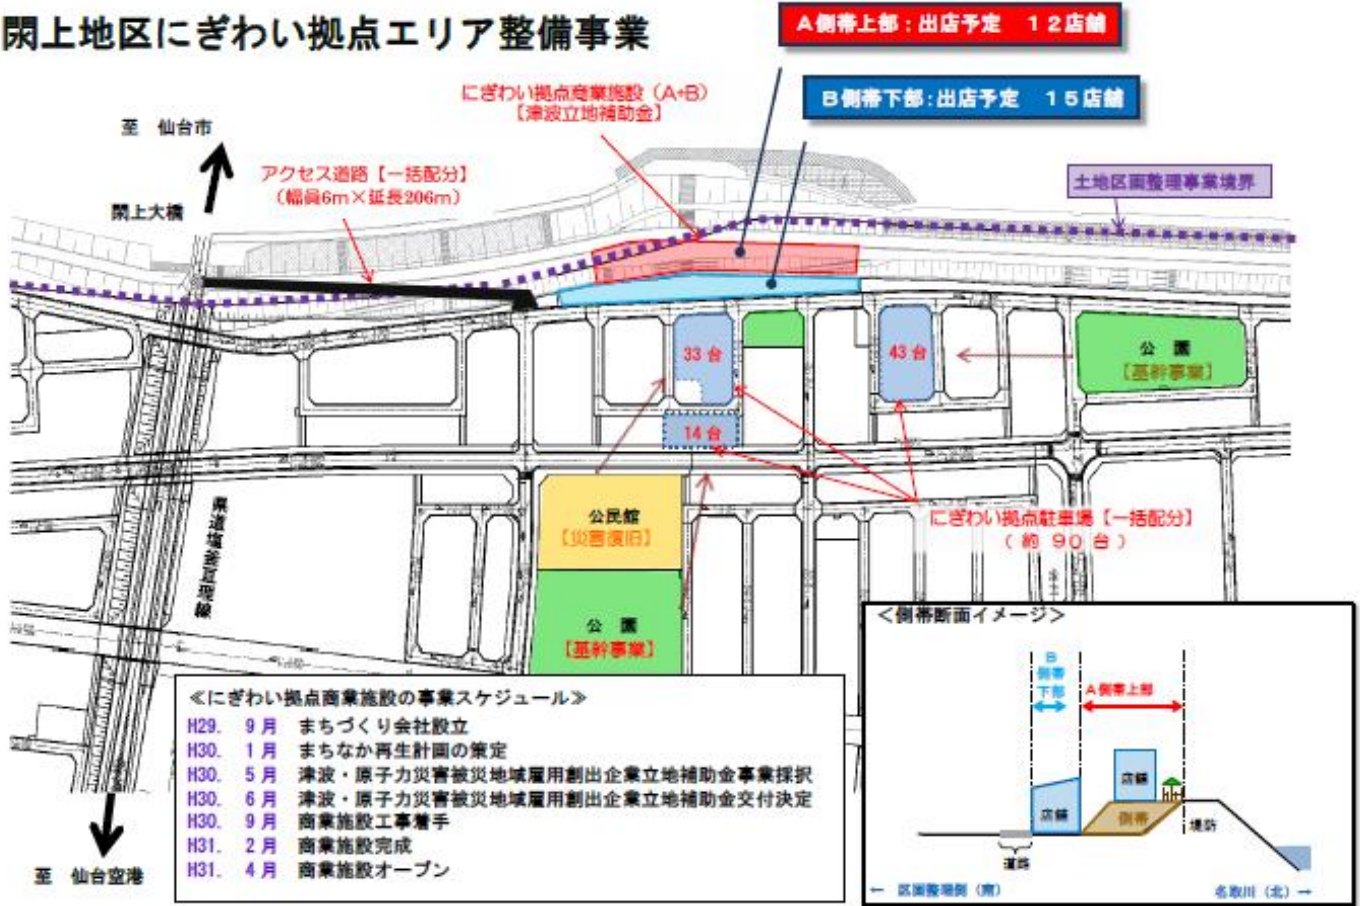 閖上地区にぎわい拠点エリア整備事業
A側帯上部:出店予定 12店舗
B側帯下部:出店予定 15店舗
にぎわい拠点商業施設(A+B)
【津波立地補助金】
至 仙台市
アクセス道路【一括配分】
(幅員6m×延長206m)
閖上大橋
土地区画整理事業境界
33台
43台
公園
【基幹事業】
14台
公民館
【災害復旧】
にぎわい拠点駐車場【一括配分】
(約 90 台)
県道塩釜亘理線
公園
【基幹事業】
至 仙台空港
≪にぎわい拠点商業施設の事業スケジュール≫
H29. 9月 まちづくり会社設立
H30. 1月 まちなか再生計画の策定
H30. 5月 津波・原子力災害被災地域雇用創出企業立地補助金事業採択
H30. 6月 津波・原子力災害被災地域雇用創出企業立地補助金交付決定
H30. 9月 商業施設工事着手
H31. 2月 商業施設完成
H31. 4月 商業施設オープン
<側帯断面イメージ>
B
側帯
下部
A側帯上部
店舗
店舗
側帯
堤防
道路
← 区画整理側(南)
名取川(北)→